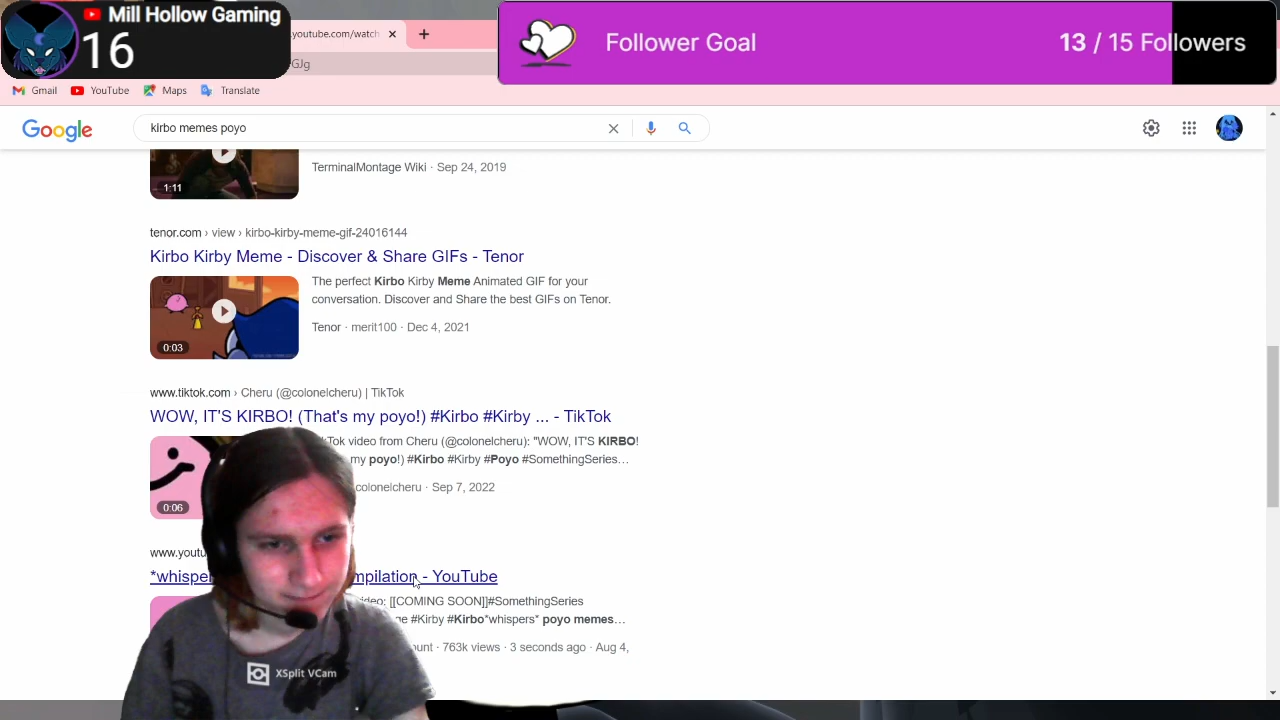 Mill Hollow Gaming
16
youtube.com/watch
GJg
Follower Goal
13 / 15 Followers
Gmail YouTube Maps Translate
Google
kirbo memes poyo
TerminalMontage Wiki · Sep 24, 2019
1:11
tenor.com › view › kirbo-kirby-meme-gif-24016144
Kirbo Kirby Meme - Discover & Share GIFs - Tenor
The perfect Kirbo Kirby Meme Animated GIF for your
conversation. Discover and Share the best GIFs on Tenor.
Tenor · merit100 · Dec 4, 2021
0:03
www.tiktok.com › Cheru (@colonelcheru) | TikTok
WOW, IT'S KIRBO! (That's my poyo!) #Kirbo #Kirby ... - TikTok
Tok video from Cheru (@colonelcheru): "WOW, IT'S KIRBO!
my poyo!) #Kirbo #Kirby #Poyo #SomethingSeries...
colonelcheru · Sep 7, 2022
0:06
www.youtu
*whisper mpilation - YouTube
deo: [[COMING SOON]]#SomethingSeries
ge #Kirby #Kirbo*whispers* poyo memes...
ount · 763k views · 3 seconds ago · Aug 4,
XSplit VCam